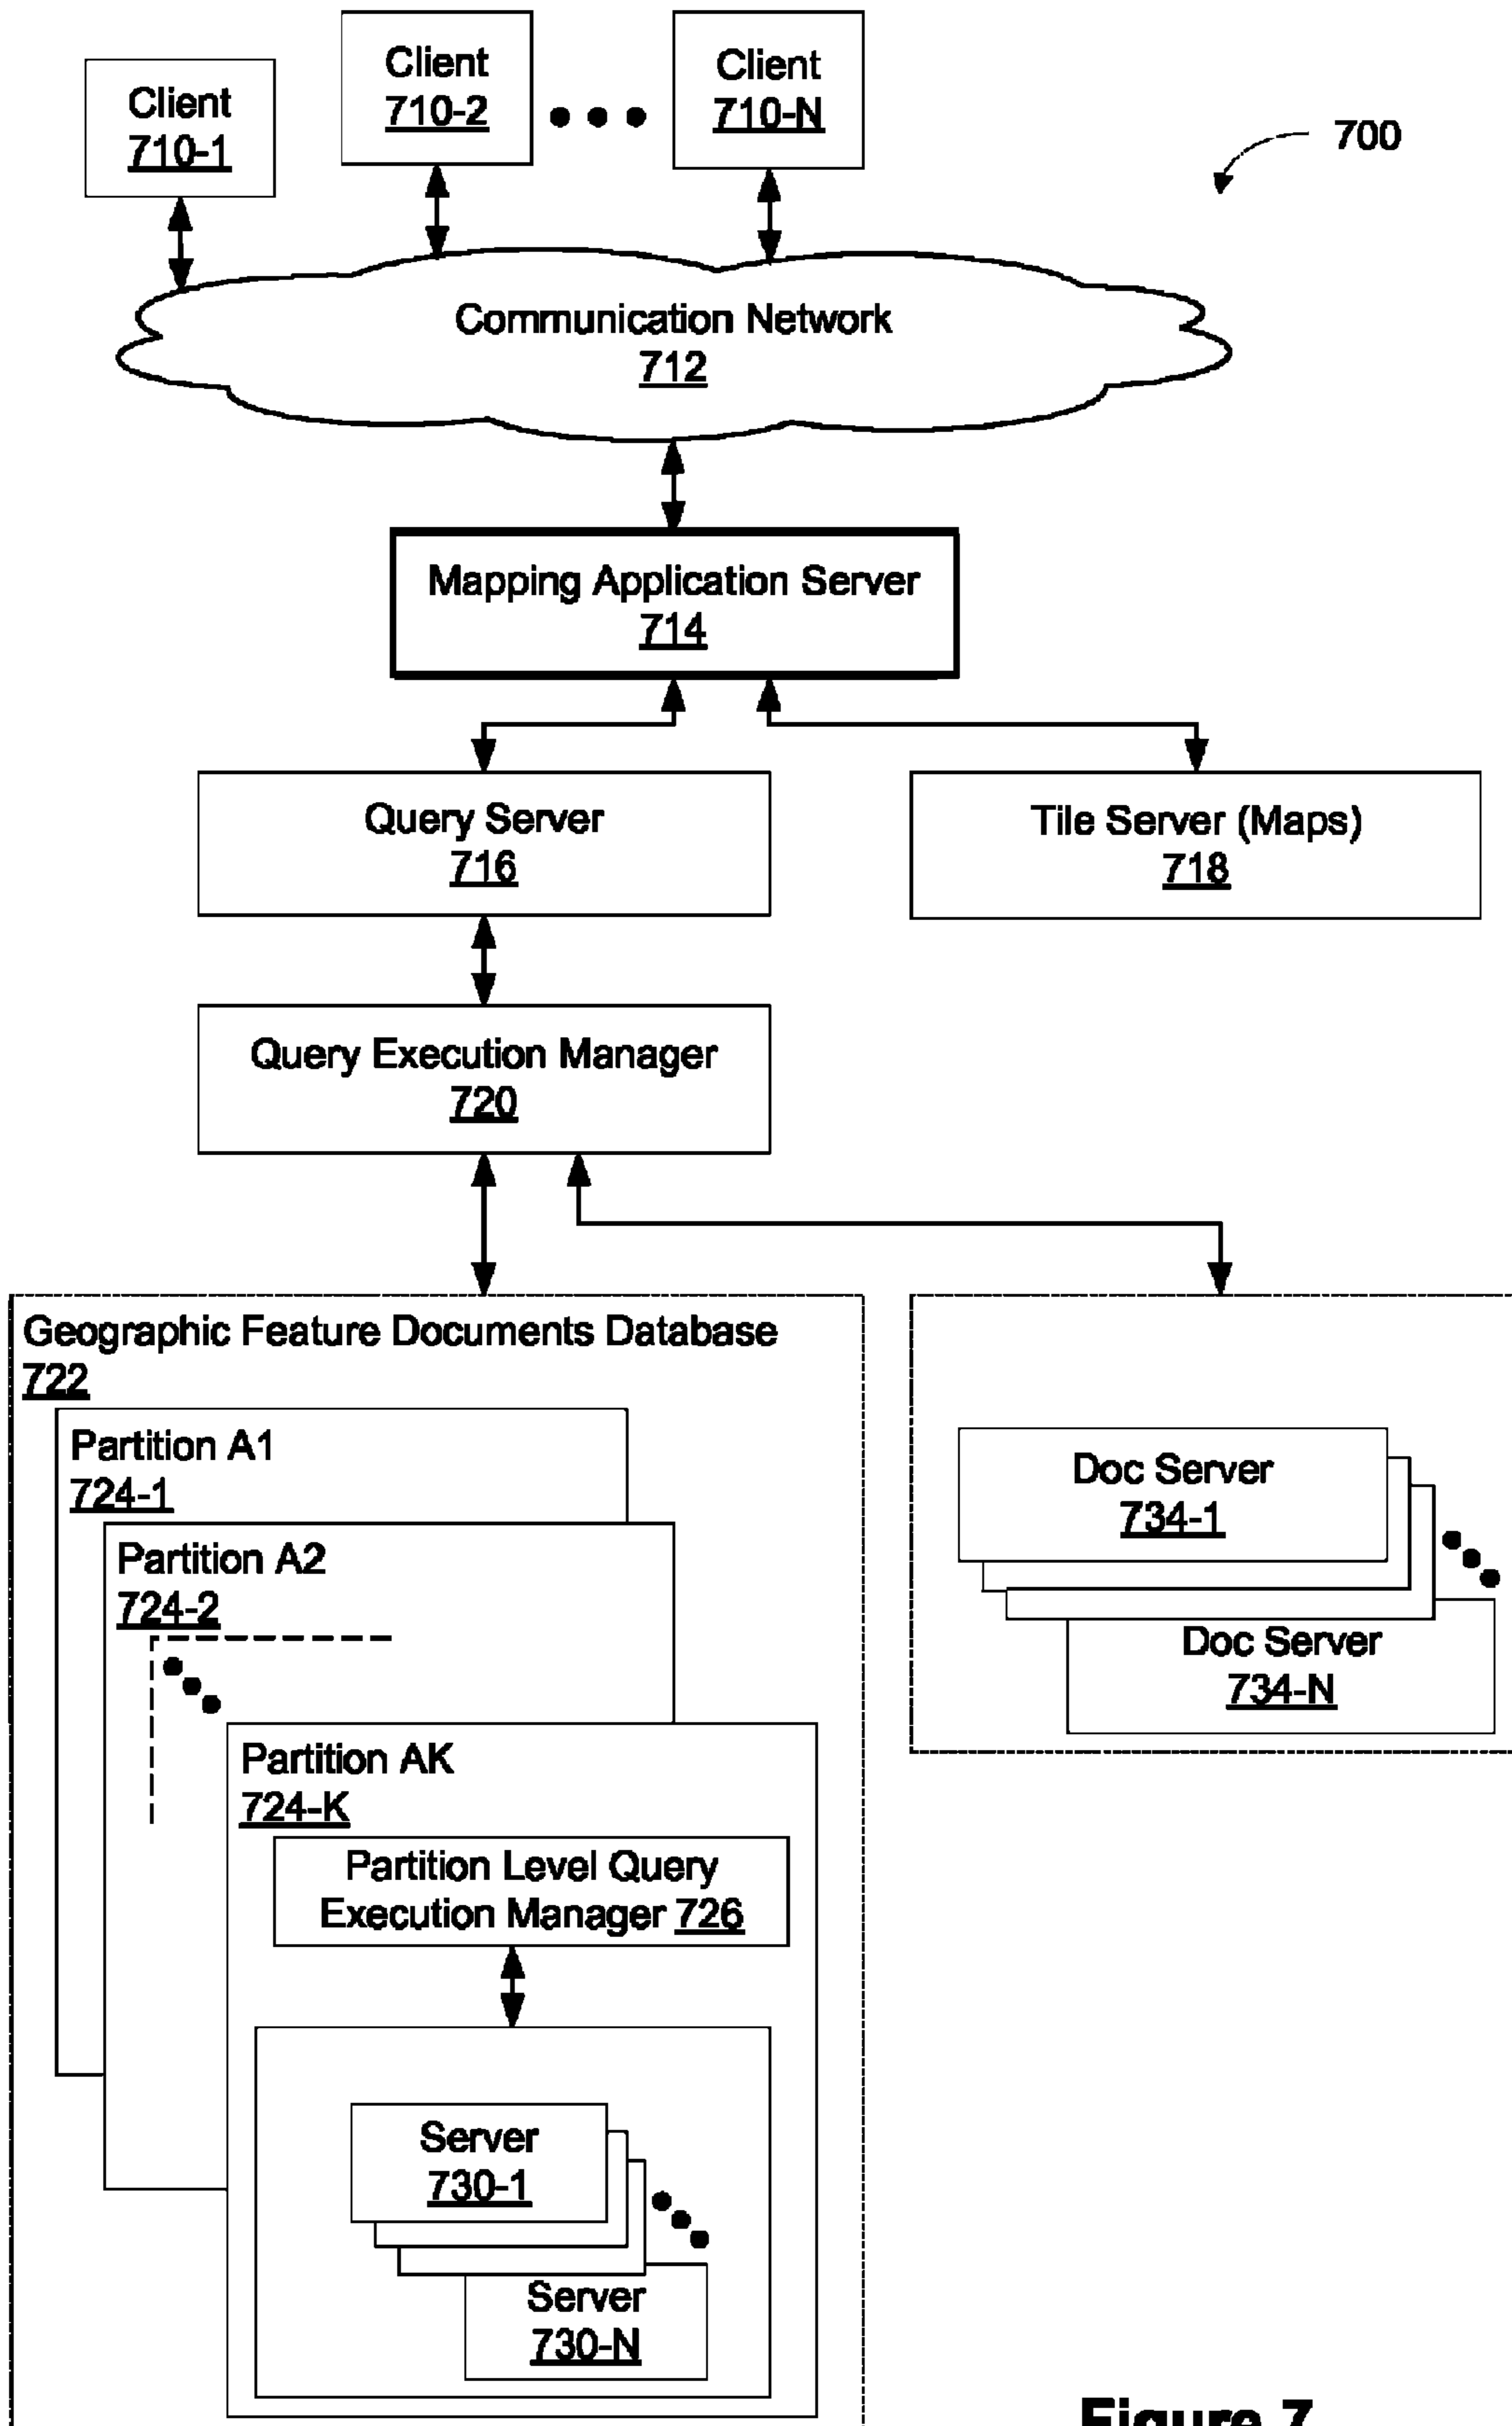 Client
710-1
Client
710-2
Client
710-N
700
Communication Network
712
Mapping Application Server
714
Query Server
716
Tile Server (Maps)
718
Query Execution Manager
720
Geographic Feature Documents Database
722
Partition A1
724-1
Partition A2
724-2
Partition AK
724-K
Partition Level Query
Execution Manager 726
Server
730-1
Server
730-N
Doc Server
734-1
Doc Server
734-N
Figure 7